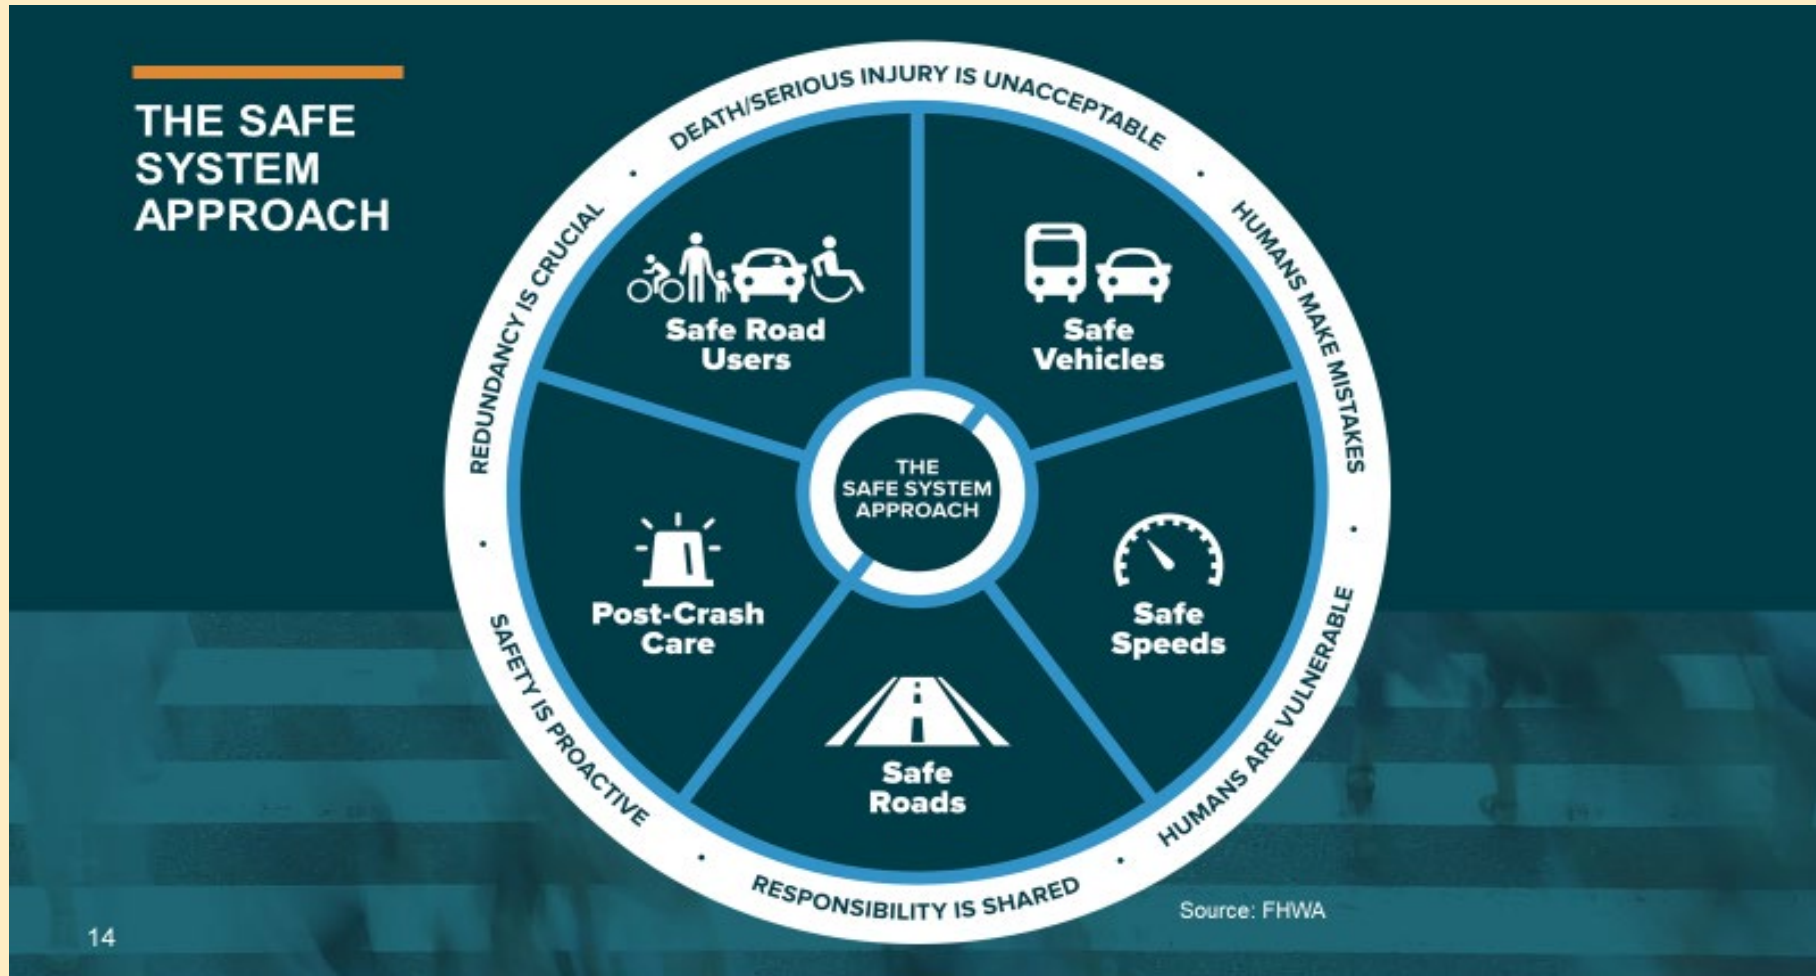 THE SAFE
SYSTEM
APPROACH
DEATH/SERIOUS INJURY IS UNACCEPTABLE
HUMANS MAKE MISTAKES
HUMANS ARE VULNERABLE
RESPONSIBILITY IS SHARED
SAFETY IS PROACTIVE
REDUNDANCY IS CRUCIAL
Safe Road
Users
Safe
Vehicles
THE
SAFE SYSTEM
APPROACH
Post-Crash
Care
Safe
Speeds
Safe
Roads
Source: FHWA
14